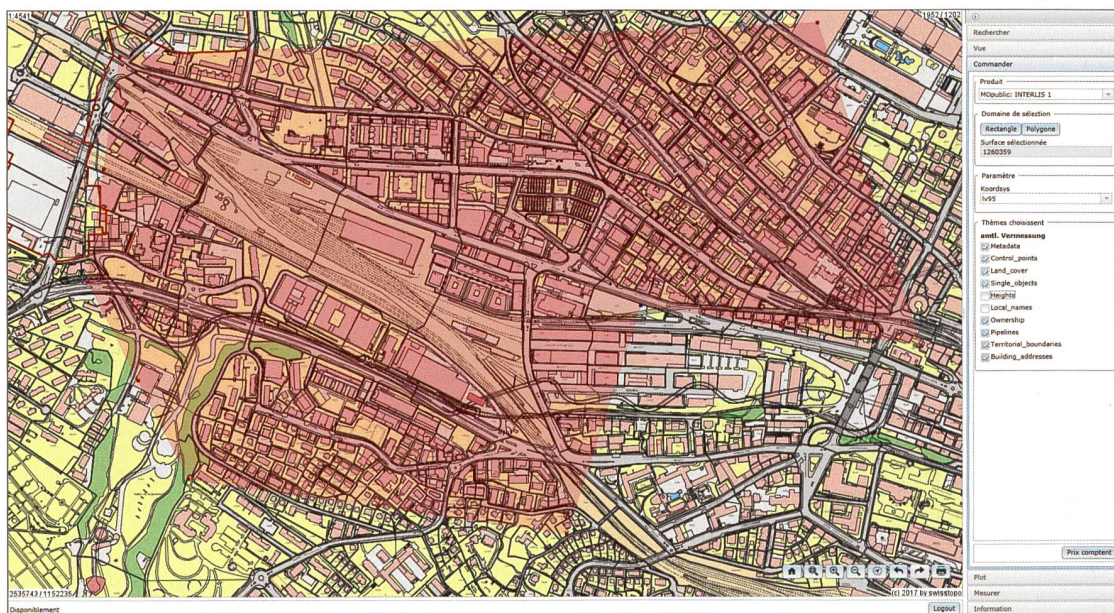 1:4541
1952/1202
Rechercher
Vue
Commander
Produit
MOpublic: INTERLIS 1
Domaine de sélection
Rectangle Polygone
Surface sélectionnée
1260359
Paramètre
Koordsys
lv95
Thèmes choisissent
amtl. Vermessung
Metadata
Control_points
Land_cover
Single_objects
Heights
Local_names
Ownership
Pipelines
Territorial_boundaries
Building_addresses
Prix comptent
Plot
Mesurer
Information
2535743/1152235
(c) 2017 by swisstopo
Disponiblement
Logout